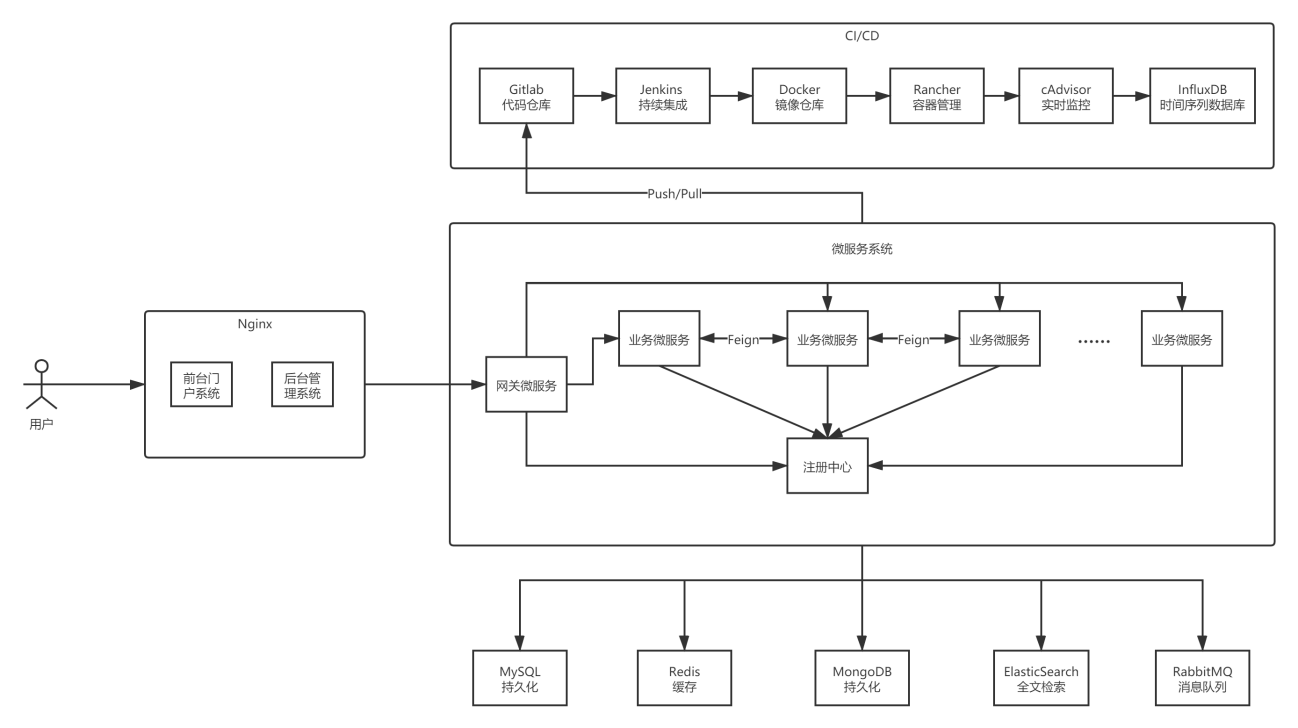 CI/CD
Gitlab
代码仓库
Jenkins
持续集成
Docker
镜像仓库
Rancher
容器管理
cAdvisor
实时监控
InfluxDB
时间序列数据库
Push/Pull
微服务系统
Nginx
前台门
户系统
后台管
理系统
用户
网关微服务
业务微服务
Feign
业务微服务
Feign
业务微服务
······
业务微服务
注册中心
MySQL
持久化
Redis
缓存
MongoDB
持久化
ElasticSearch
全文检索
RabbitMQ
消息队列